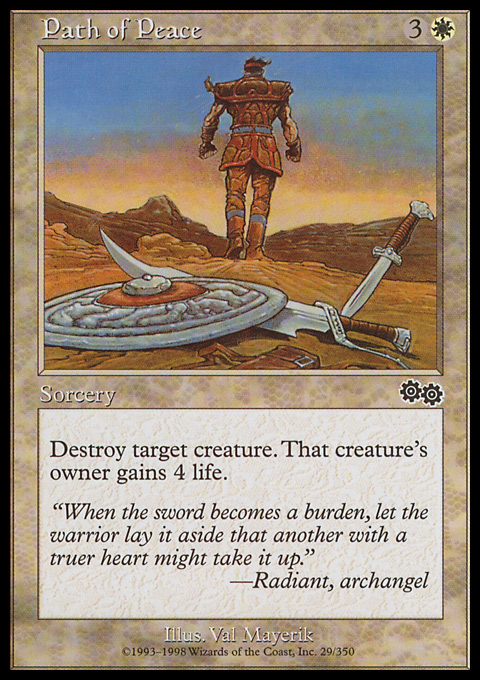 Path of Peace
3
Sorcery
Destroy target creature. That creature's
owner gains 4 life.
“When the sword becomes a burden, let the
warrior lay it aside that another with a
truer heart might take it up.”
—Radiant, archangel
Illus. Val Mayerik
©1993–1998 Wizards of the Coast, Inc. 29/350